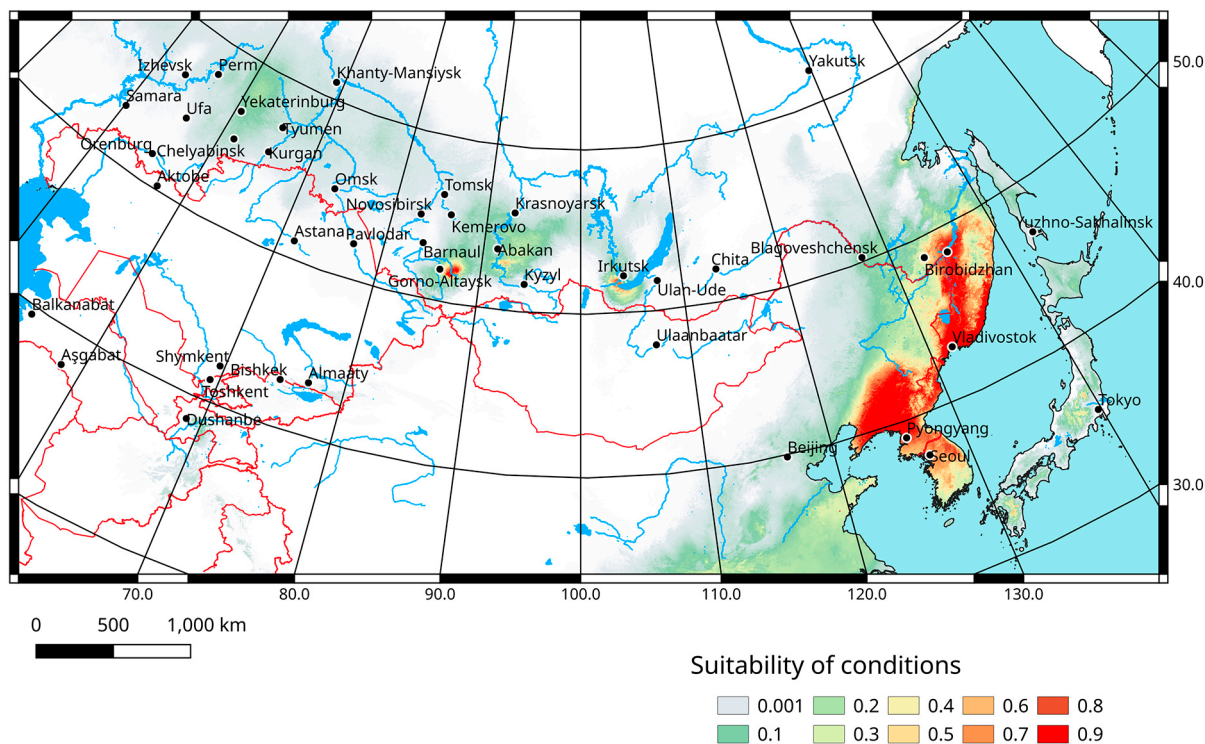 50.0
Yakutsk
Izhevsk Perm
Khanty-Mansiysk
Samara
Yekaterinburg
Ufa
Tyumen
Orenburg Chelyabinsk
Kurgan
Aktobe
Omsk
Tomsk
Novosibirsk
Krasnoyarsk
Yuzhno-Sakhalinsk
Kemerovo
Astana Pavlodar
Barnaul Abakan
Blagoveshchensk
Irkutsk Chita
Birobidzhan
Gorno-Altaysk Kyzyl
40.0
Ulan-Ude
Balkanabat
Ulaanbaatar
Vladivostok
Aşgabat
Shymkent
Bishkek Almaaty
Toshkent
Tokyo
Dushanbe
Pyongyang
Beijing
Seoul
30.0
70.0 80.0 90.0 100.0 110.0 120.0 130.0
0 500 1,000 km
Suitability of conditions
0.001 0.2 0.4 0.6 0.8
0.1 0.3 0.5 0.7 0.9